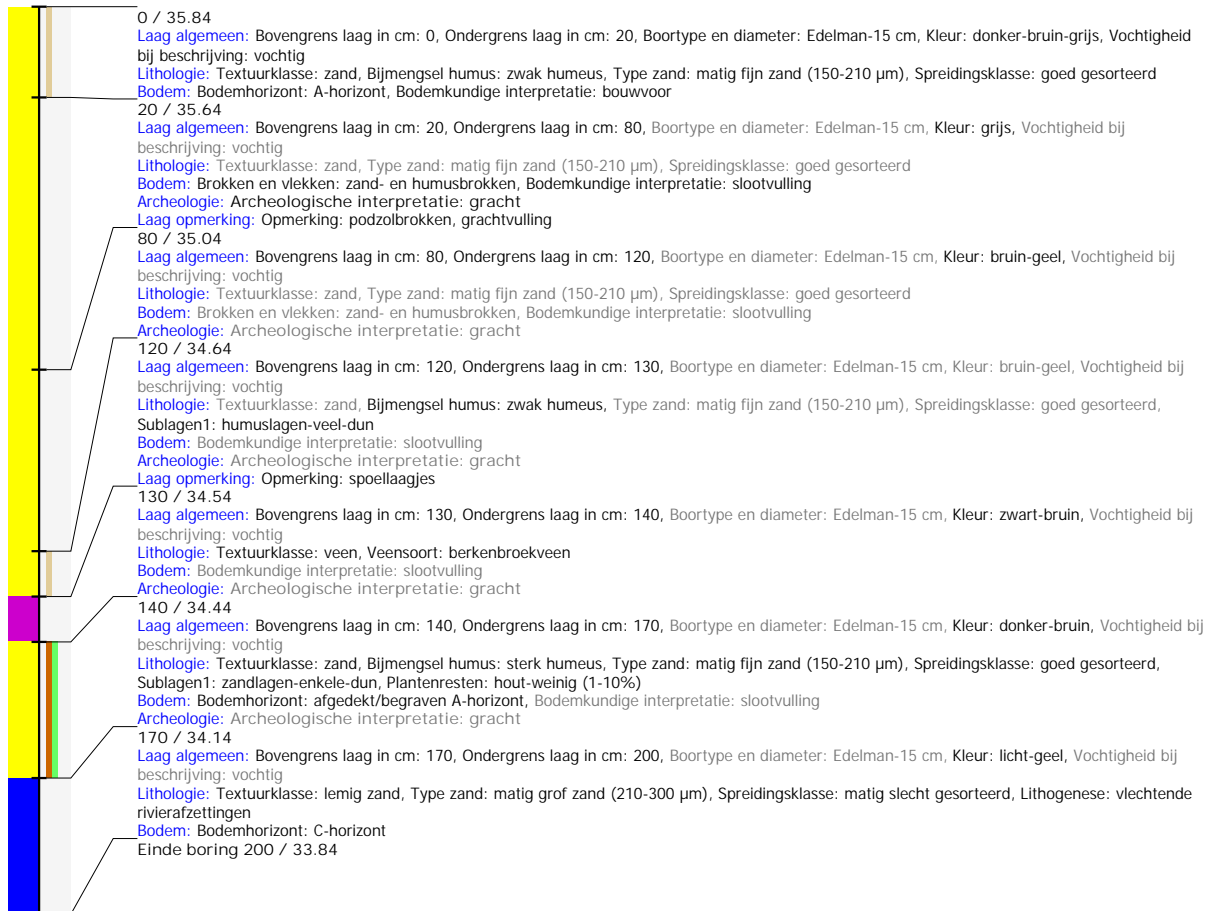 0 / 35.84
Laag algemeen: Bovengrens laag in cm: 0, Ondergrens laag in cm: 20, Boortype en diameter: Edelman-15 cm, Kleur: donker-bruin-grijs, Vochtigheid
bij beschrijving: vochtig
Lithologie: Textuurklasse: zand, Bijmengsel humus: zwak humeus, Type zand: matig fijn zand (150-210 µm), Spreidingsklasse: goed gesorteerd
Bodem: Bodemhorizont: A-horizont, Bodemkundige interpretatie: bouwvoor
20 / 35.64
Laag algemeen: Bovengrens laag in cm: 20, Ondergrens laag in cm: 80, Boortype en diameter: Edelman-15 cm, Kleur: grijs, Vochtigheid bij
beschrijving: vochtig
Lithologie: Textuurklasse: zand, Type zand: matig fijn zand (150-210 µm), Spreidingsklasse: goed gesorteerd
Bodem: Brokken en vlekken: zand- en humusbrokken, Bodemkundige interpretatie: slootvulling
Archeologie: Archeologische interpretatie: gracht
Laag opmerking: Opmerking: podzolbrokken, grachtvulling
80 / 35.04
Laag algemeen: Bovengrens laag in cm: 80, Ondergrens laag in cm: 120, Boortype en diameter: Edelman-15 cm, Kleur: bruin-geel, Vochtigheid bij
beschrijving: vochtig
Lithologie: Textuurklasse: zand, Type zand: matig fijn zand (150-210 µm), Spreidingsklasse: goed gesorteerd
Bodem: Brokken en vlekken: zand- en humusbrokken, Bodemkundige interpretatie: slootvulling
Archeologie: Archeologische interpretatie: gracht
120 / 34.64
Laag algemeen: Bovengrens laag in cm: 120, Ondergrens laag in cm: 130, Boortype en diameter: Edelman-15 cm, Kleur: bruin-geel, Vochtigheid bij
beschrijving: vochtig
Lithologie: Textuurklasse: zand, Bijmengsel humus: zwak humeus, Type zand: matig fijn zand (150-210 µm), Spreidingsklasse: goed gesorteerd,
Sublagen1: humuslagen-veel-dun
Bodem: Bodemkundige interpretatie: slootvulling
Archeologie: Archeologische interpretatie: gracht
Laag opmerking: Opmerking: spoellaagjes
130 / 34.54
Laag algemeen: Bovengrens laag in cm: 130, Ondergrens laag in cm: 140, Boortype en diameter: Edelman-15 cm, Kleur: zwart-bruin, Vochtigheid bij
beschrijving: vochtig
Lithologie: Textuurklasse: veen, Veensoort: berkenbroekveen
Bodem: Bodemkundige interpretatie: slootvulling
Archeologie: Archeologische interpretatie: gracht
140 / 34.44
Laag algemeen: Bovengrens laag in cm: 140, Ondergrens laag in cm: 170, Boortype en diameter: Edelman-15 cm, Kleur: donker-bruin, Vochtigheid bij
beschrijving: vochtig
Lithologie: Textuurklasse: zand, Bijmengsel humus: sterk humeus, Type zand: matig fijn zand (150-210 µm), Spreidingsklasse: goed gesorteerd,
Sublagen1: zandlagen-enkele-dun, Plantenresten: hout-weinig (1-10%)
Bodem: Bodemhorizont: afgedekt/begraven A-horizont, Bodemkundige interpretatie: slootvulling
Archeologie: Archeologische interpretatie: gracht
170 / 34.14
Laag algemeen: Bovengrens laag in cm: 170, Ondergrens laag in cm: 200, Boortype en diameter: Edelman-15 cm, Kleur: licht-geel, Vochtigheid bij
beschrijving: vochtig
Lithologie: Textuurklasse: lemig zand, Type zand: matig grof zand (210-300 µm), Spreidingsklasse: matig slecht gesorteerd, Lithogenese: vlechtende
rivierafzettingen
Bodem: Bodemhorizont: C-horizont
Einde boring 200 / 33.84